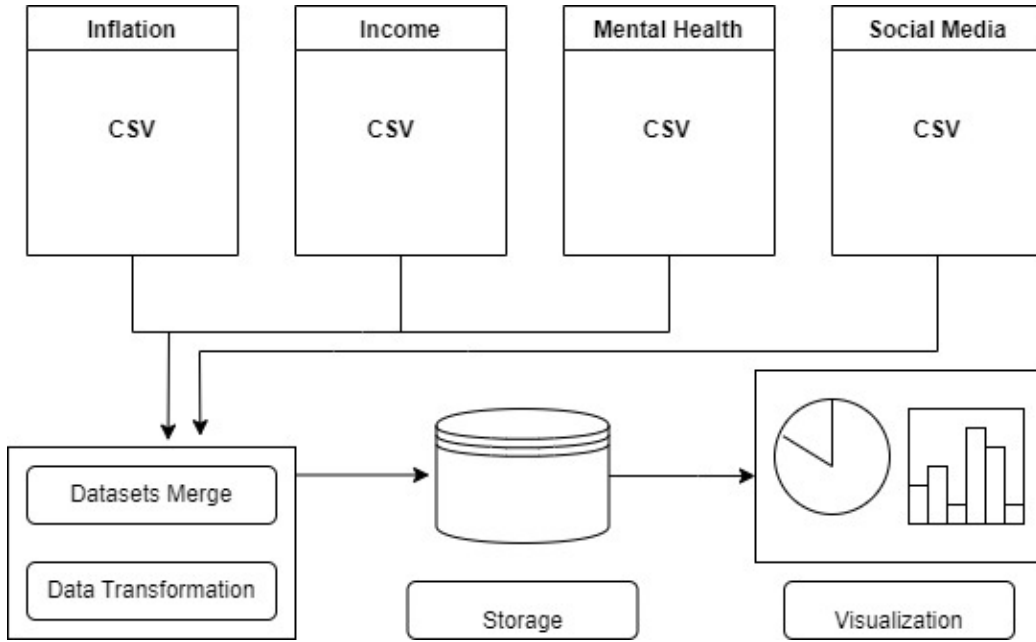 Inflation
Income
Mental Health
Social Media
CSV
CSV
CSV
CSV
Datasets Merge
Data Transformation
Storage
Visualization